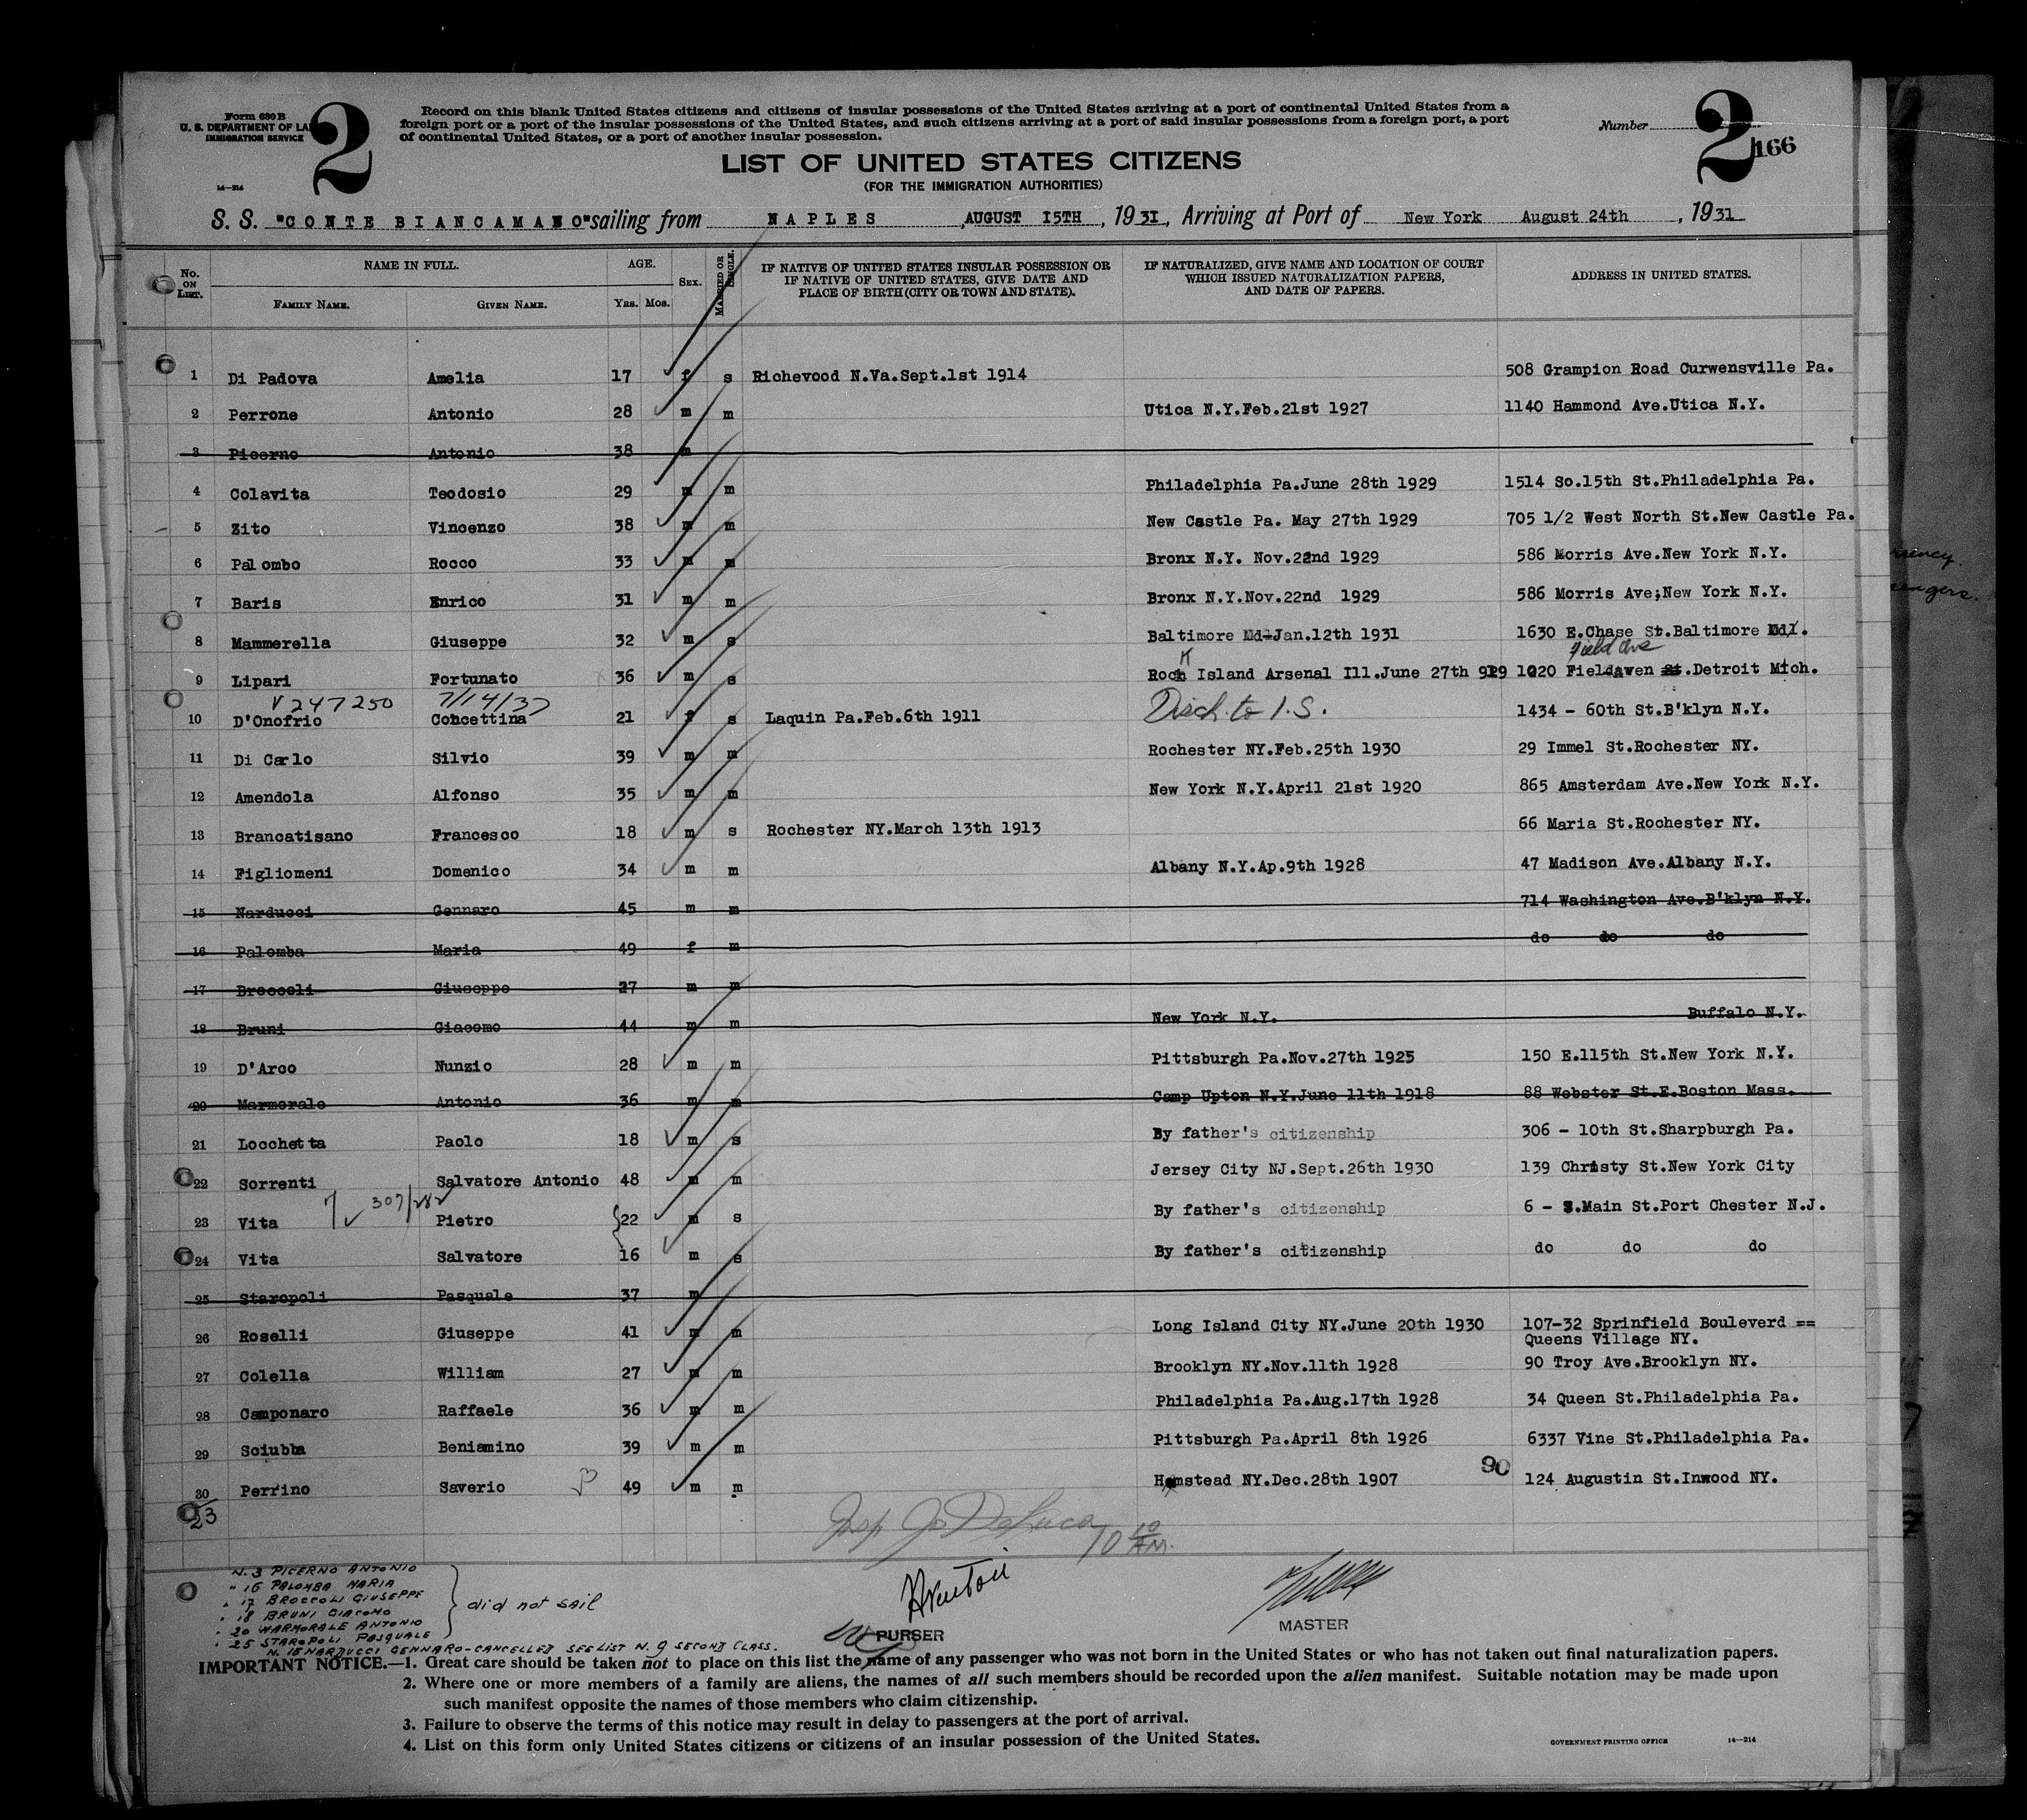 Form 630 B
U. S. DEPARTMENT OF LA
IMMIGRATION SERVICE
14—214
2
Record on this blank United States citizens and citizens of insular possessions of the United States arriving at a port of continental United States from a
foreign port or a port of the insular possessions of the United States, and such citizens arriving at a port of said insular possessions from a foreign port, a port
of continental United States, or a port of another insular possession.
Number
2
166
LIST OF UNITED STATES CITIZENS
(FOR THE IMMIGRATION AUTHORITIES)
S. S. "CONTE BIANCAMANO" sailing from NAPLES, AUGUST 15TH, 1931, Arriving at Port of New York August 24th, 1931
No. ON LIST. NAME IN FULL. AGE. SEX. MARRIED OR SINGLE. IF NATIVE OF UNITED STATES INSULAR POSSESSION OR IF NATIVE OF UNITED STATES, GIVE DATE AND PLACE OF BIRTH (CITY OR TOWN AND STATE). IF NATURALIZED, GIVE NAME AND LOCATION OF COURT WHICH ISSUED NATURALIZATION PAPERS, AND DATE OF PAPERS. ADDRESS IN UNITED STATES.
FAMILY NAME. GIVEN NAME. YRS. MOS.
1 Di Padova Amelia 17 f s Richevood N.Va.Sept.1st 1914 508 Grampion Road Curwensville Pa.
2 Perrone Antonio 28 m m Utica N.Y.Feb.21st 1927 1140 Hammond Ave.Utica N.Y.
3 Picerno Antonio 38 m
4 Colavita Teodosio 29 m m Philadelphia Pa.June 28th 1929 1514 So.15th St.Philadelphia Pa.
5 Zito Vincenzo 38 m m New Castle Pa. May 27th 1929 705 1/2 West North St.New Castle Pa.
6 Palombo Rocco 33 m m Bronx N.Y. Nov.22nd 1929 586 Morris Ave.New York N.Y.
7 Baris Enrico 31 m m Bronx N.Y.Nov.22nd 1929 586 Morris Ave;New York N.Y.
8 Mammerella Giuseppe 32 m s Baltimore Md-Jan.12th 1931 1630 E.Chase St.Baltimore Md.
Field Ave
9 Lipari Fortunato 36 m s Rock Island Arsenal Ill.June 27th 919 1020 Fieldawen St.Detroit Mich.
V 247250 7/14/37
10 D'Onofrio Concettina 21 f s Laquin Pa.Feb.6th 1911 Disch. to I.S. 1434 - 60th St.B'klyn N.Y.
11 Di Carlo Silvio 39 m m Rochester NY.Feb.25th 1930 29 Immel St.Rochester NY.
12 Amendola Alfonso 35 m m New York N.Y.April 21st 1920 865 Amsterdam Ave.New York N.Y.
13 Brancatisano Francesco 18 m s Rochester NY.March 13th 1913 66 Maria St.Rochester NY.
14 Figliomeni Domenico 34 m m Albany N.Y.Ap.9th 1928 47 Madison Ave.Albany N.Y.
15 Narducci Gennaro 45 m m 714 Washington Ave.B'klyn N.Y.
16 Palomba Maria 49 f m do do do
17 Broccoli Giuseppe 27 m m
18 Bruni Giacomo 44 m m New York N.Y. Buffalo N.Y.
19 D'Arco Nunzio 28 m m Pittsburgh Pa.Nov.27th 1925 150 E.115th St.New York N.Y.
20 Marmorale Antonio 36 m m Camp Upton N.Y.June 11th 1918 88 Webster St.E.Boston Mass.
21 Locchetta Paolo 18 m s By father's citizenship 306 - 10th St.Sharpburgh Pa.
22 Sorrenti Salvatore Antonio 48 m m Jersey City NJ.Sept.26th 1930 139 Christy St.New York City
307/282
23 Vita Pietro 22 m s By father's citizenship 6 - S.Main St.Port Chester N.J.
24 Vita Salvatore 16 m s By father's citizenship do do do
25 Staropoli Pasquale 37 m
26 Roselli Giuseppe 41 m m Long Island City NY.June 20th 1930 107-32 Sprinfield Bouleverd ==
Queens Village NY.
27 Colella William 27 m m Brooklyn NY.Nov.11th 1928 90 Troy Ave.Brooklyn NY.
28 Camponaro Raffaele 36 m m Philadelphia Pa.Aug.17th 1928 34 Queen St.Philadelphia Pa.
29 Sciubba Beniamino 39 m m Pittsburgh Pa.April 8th 1926 6337 Vine St.Philadelphia Pa.
90
30 Perrino Saverio 49 m m Hemstead NY.Dec.28th 1907 124 Augustin St.Inwood NY.
23
Insp Jo DeLuca 10 10 AM.
N. 3 PICERNO ANTONIO
" 16 PALOMBA MARIA
" 17 BROCCOLI GIUSEPPE
" 18 BRUNI GIACOMO
" 20 WARMORALE ANTONIO
" 25 STAROPOLI PASQUALE
did not sail
N. 15 NARDUCCI GENNARO - CANCELLED SEE LIST N. 9 SECOND CLASS.
PURSER
MASTER
IMPORTANT NOTICE.—1. Great care should be taken not to place on this list the name of any passenger who was not born in the United States or who has not taken out final naturalization papers.
2. Where one or more members of a family are aliens, the names of all such members should be recorded upon the alien manifest. Suitable notation may be made upon
such manifest opposite the names of those members who claim citizenship.
3. Failure to observe the terms of this notice may result in delay to passengers at the port of arrival.
4. List on this form only United States citizens or citizens of an insular possession of the United States.
GOVERNMENT PRINTING OFFICE 14—214